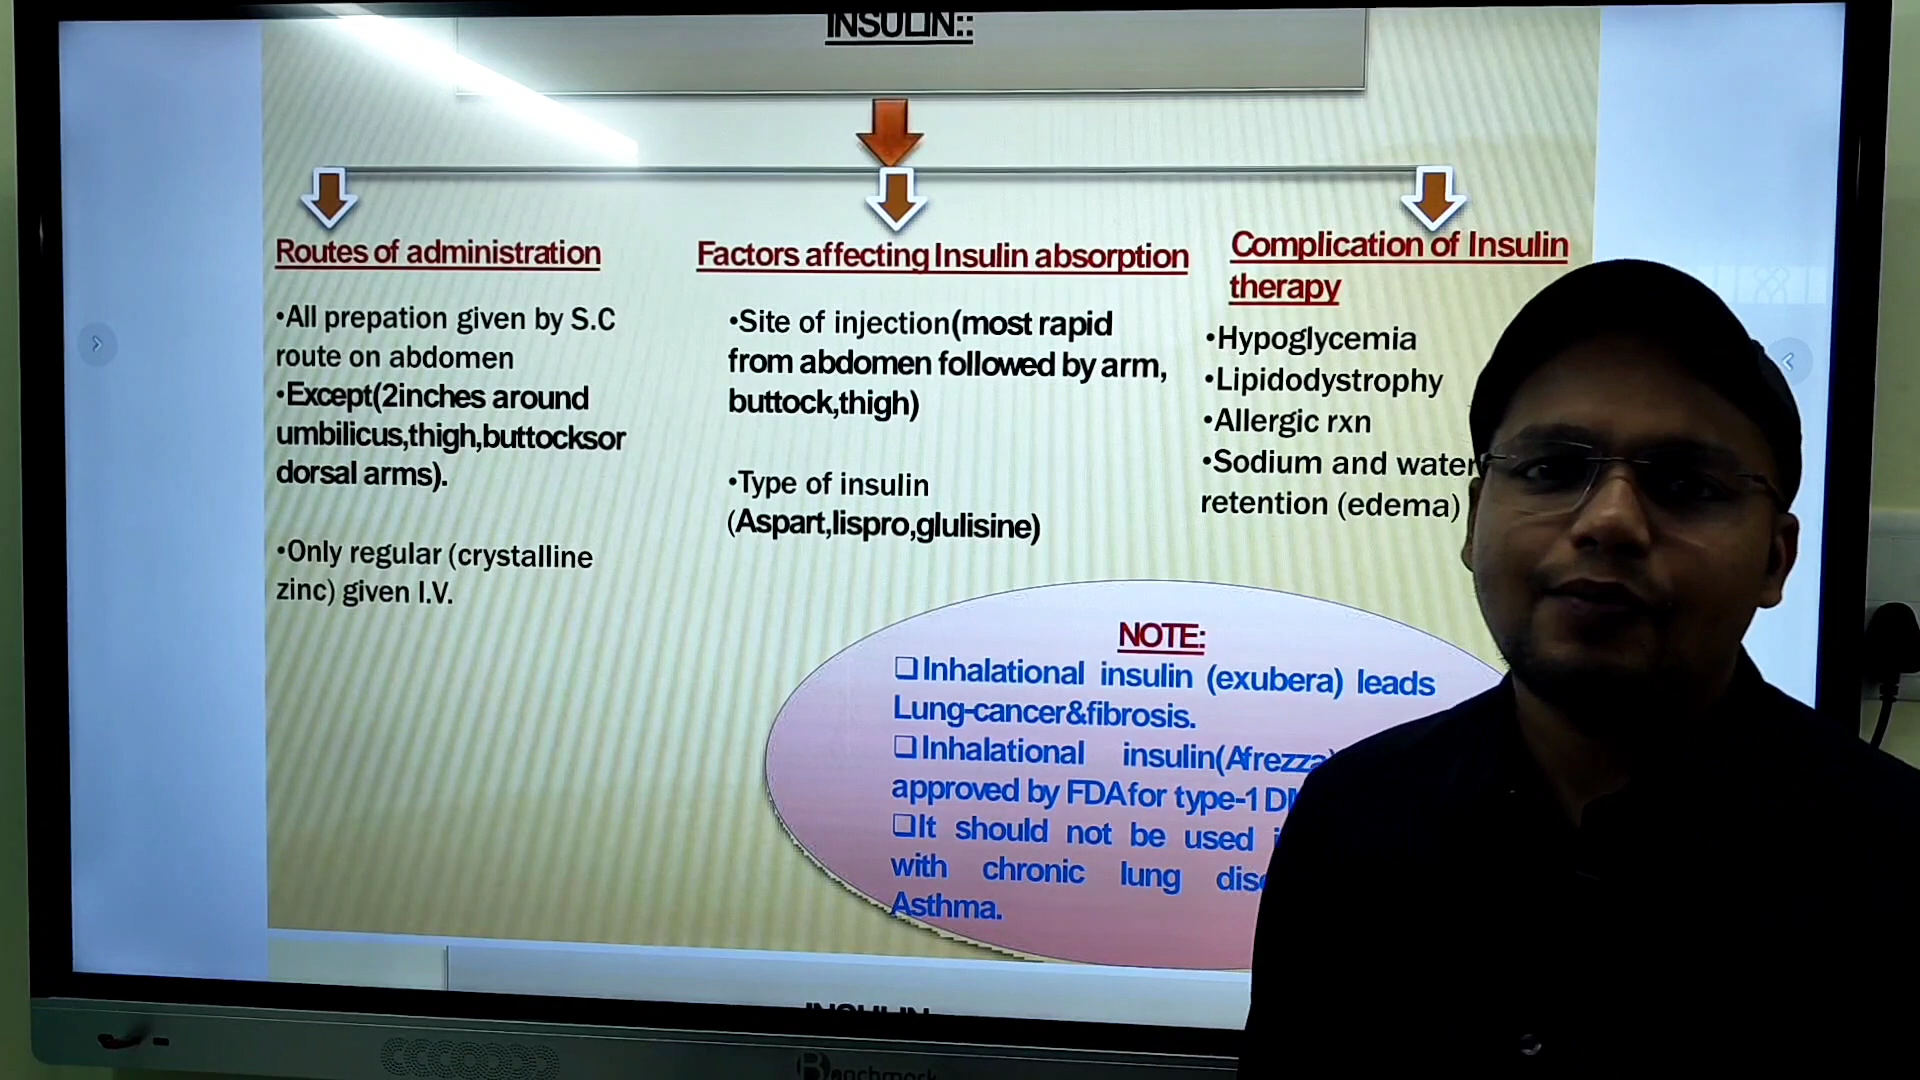 INSULIN::
Routes of administration
•All prepation given by S.C
route on abdomen
•Except(2inches around
umbilicus,thigh,buttocksor
dorsal arms).
•Only regular (crystalline
zinc) given I.V.
Factors affecting Insulin absorption
•Site of injection(most rapid
from abdomen followed by arm,
buttock,thigh)
•Type of insulin
(Aspart,lispro,glulisine)
Complication of Insulin
therapy
•Hypoglycemia
•Lipidodystrophy
•Allergic rxn
•Sodium and water
retention (edema)
NOTE:
❑Inhalational insulin (exubera) leads
Lung-cancer&fibrosis.
❑Inhalational insulin(Afrezza)
approved by FDAfor type-1
❑It should not be used
with chronic lung
Asthma.
INSULIN
Benchmark